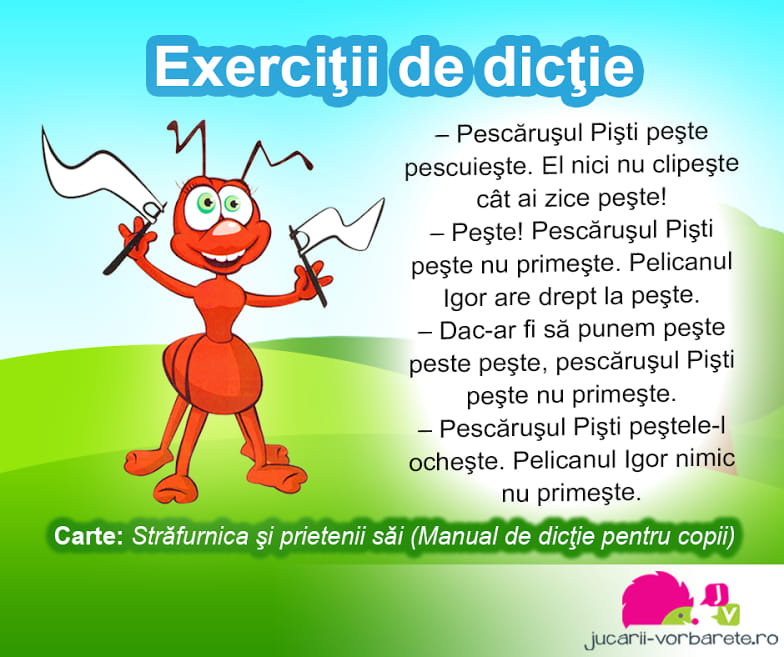 Exerciţii de dicţie
– Pescăruşul Pişti peşte
pescuieşte. El nici nu clipeşte
cât ai zice peşte!
– Peşte! Pescăruşul Pişti
peşte nu primeşte. Pelicanul
Igor are drept la peşte.
– Dac-ar fi să punem peşte
peste peşte, pescăruşul Pişti
peşte nu primeşte.
– Pescăruşul Pişti peştele-l
ocheşte. Pelicanul Igor nimic
nu primeşte.
Carte: Străfurnica şi prietenii săi (Manual de dicţie pentru copii)
J
V
jucarii-vorbarete.ro